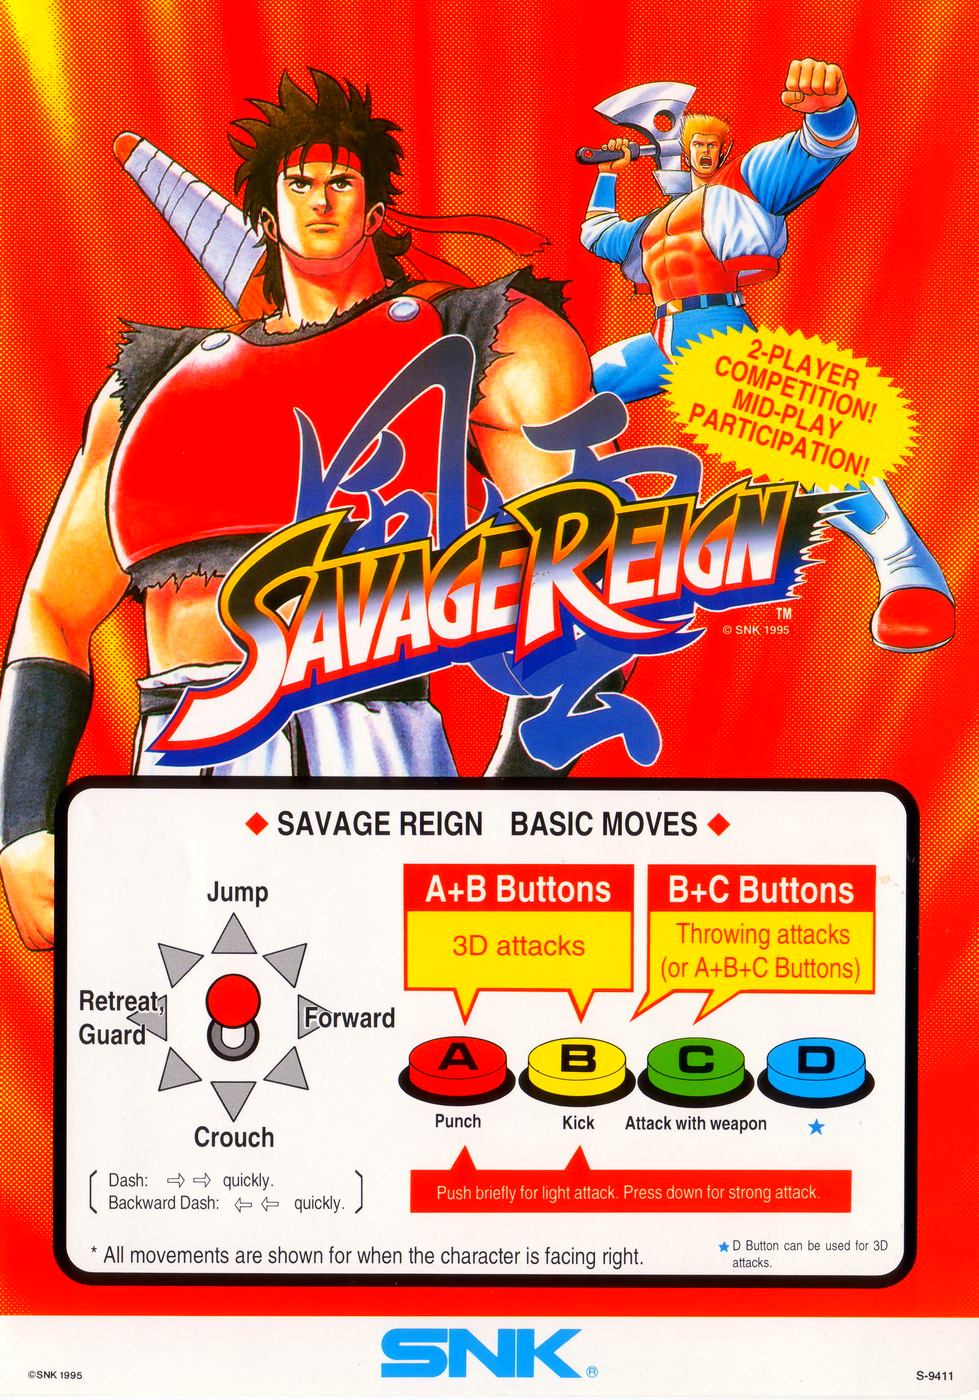 2-PLAYER
COMPETITION!
MID-PLAY
PARTICIPATION!
風雲
SAVAGE REIGN
TM
© SNK 1995
◆ SAVAGE REIGN BASIC MOVES ◆
Jump
Retreat,
Guard
Forward
Crouch
Dash: ⇨ ⇨ quickly.
Backward Dash: ⇦ ⇦ quickly.
A+B Buttons
3D attacks
B+C Buttons
Throwing attacks
(or A+B+C Buttons)
A B C D
Punch Kick Attack with weapon ★
Push briefly for light attack. Press down for strong attack.
* All movements are shown for when the character is facing right.
★ D Button can be used for 3D
attacks.
©SNK 1995
SNK®
S-9411